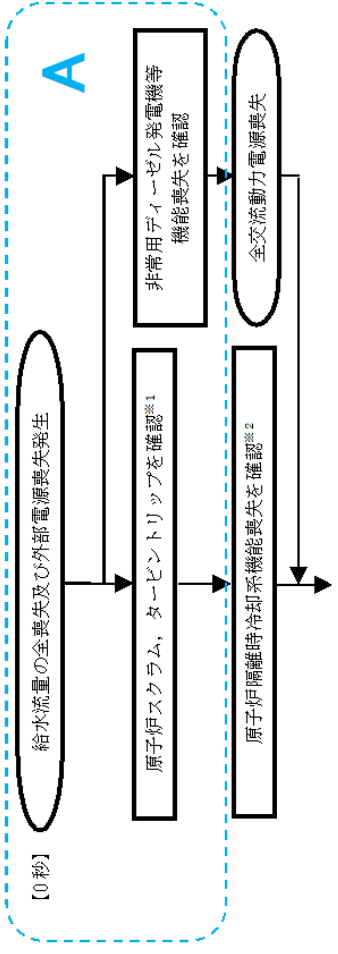 A
【0 秒】
給水流量の全喪失及び外部電源喪失発生
原子炉スクラム，タービントリップを確認※1
非常用ディーゼル発電機等
機能喪失を確認
原子炉隔離時冷却系機能喪失を確認※2
全交流動力電源喪失